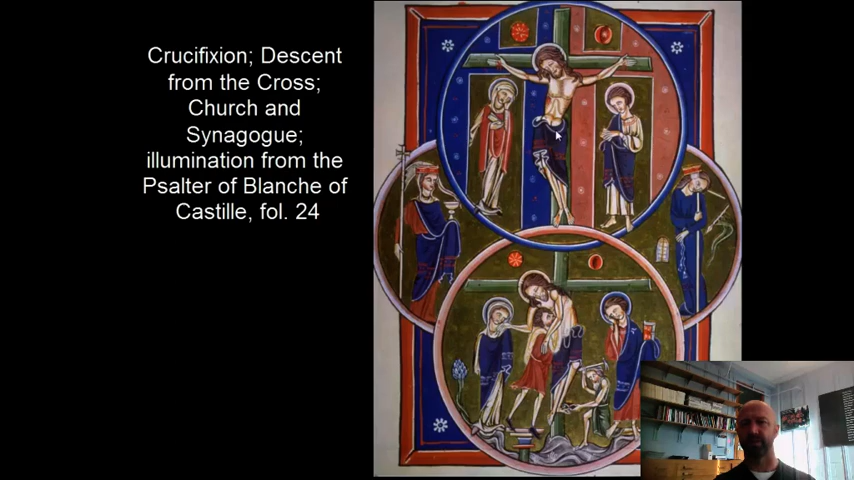 Crucifixion; Descent
from the Cross;
Church and
Synagogue;
illumination from the
Psalter of Blanche of
Castille, fol. 24